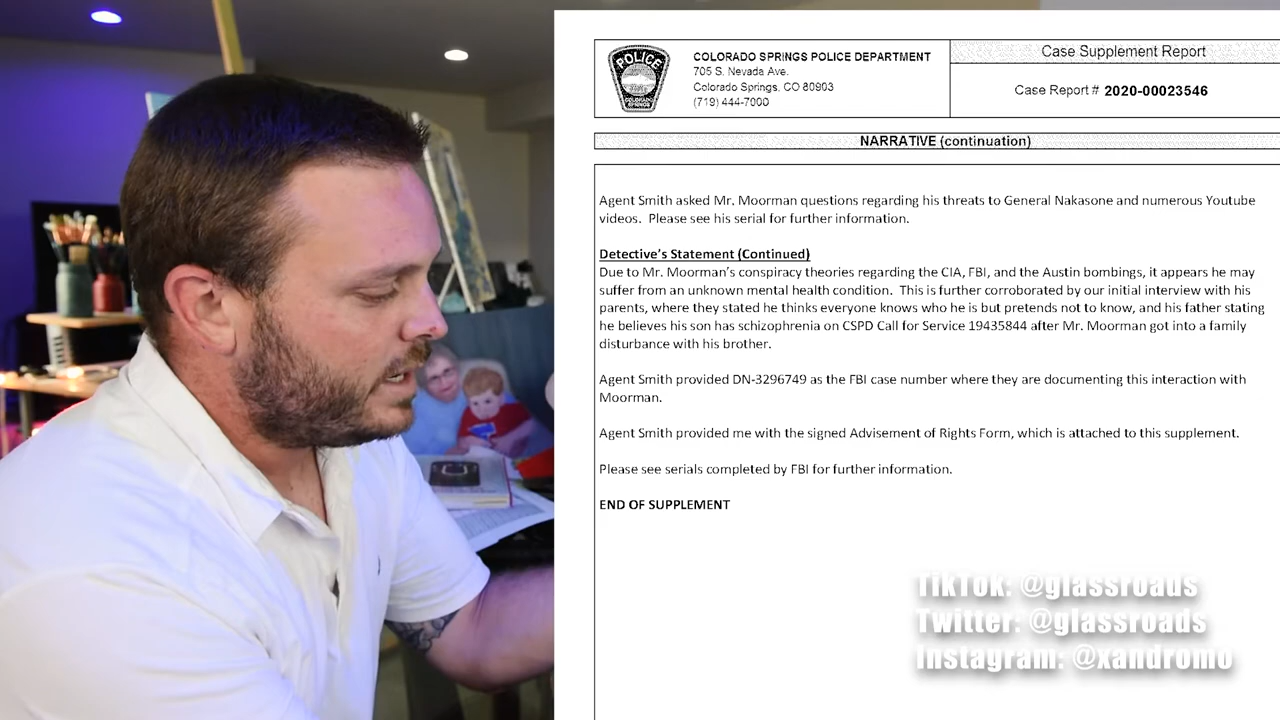 POLICE
COLORADO SPRINGS POLICE DEPARTMENT
705 S. Nevada Ave.
Colorado Springs, CO 80903
(719) 444-7000
Case Supplement Report
Case Report # 2020-00023546
NARRATIVE (continuation)
Agent Smith asked Mr. Moorman questions regarding his threats to General Nakasone and numerous Youtube
videos. Please see his serial for further information.
Detective's Statement (Continued)
Due to Mr. Moorman's conspiracy theories regarding the CIA, FBI, and the Austin bombings, it appears he may
suffer from an unknown mental health condition. This is further corroborated by our initial interview with his
parents, where they stated he thinks everyone knows who he is but pretends not to know, and his father stating
he believes his son has schizophrenia on CSPD Call for Service 19435844 after Mr. Moorman got into a family
disturbance with his brother.
Agent Smith provided DN-3296749 as the FBI case number where they are documenting this interaction with
Moorman.
Agent Smith provided me with the signed Advisement of Rights Form, which is attached to this supplement.
Please see serials completed by FBI for further information.
END OF SUPPLEMENT
TikTok: @glassroads
Twitter: @glassroads
Instagram: @xandrom0